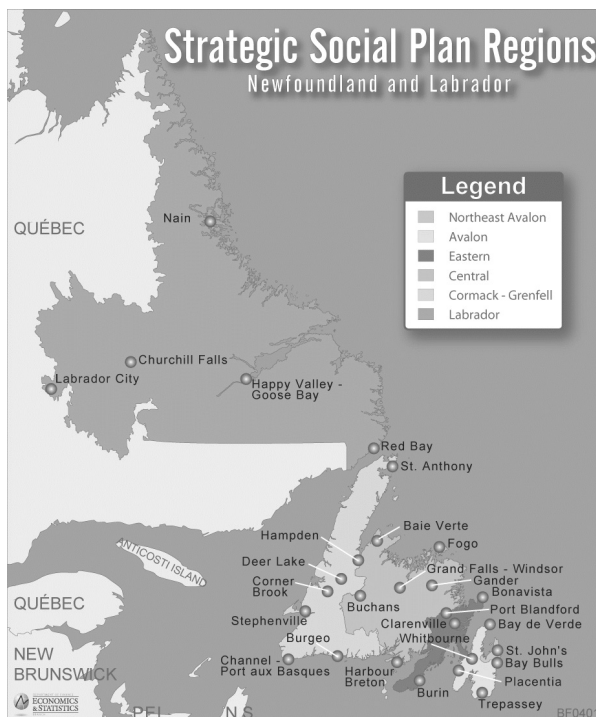 Strategic Social Plan Regions
Newfoundland and Labrador
Legend
Northeast Avalon
Avalon
Eastern
Central
Cormack - Grenfell
Labrador
QUÉBEC
Nain
Churchill Falls
Labrador City
Happy Valley -
Goose Bay
Red Bay
St. Anthony
Hampden
Baie Verte
Fogo
ANTICOSTI ISLAND
Deer Lake
Grand Falls - Windsor
Gander
Corner
Brook
Bonavista
Buchans
QUÉBEC
Port Blandford
Stephenville
Clarenville
Bay de Verde
Burgeo
Whitbourne
St. John's
NEW
BRUNSWICK
Channel -
Port aux Basques
Harbour
Breton
Bay Bulls
Placentia
Burin
Trepassey
ECONOMICS
& STATISTICS
PEI
N.S